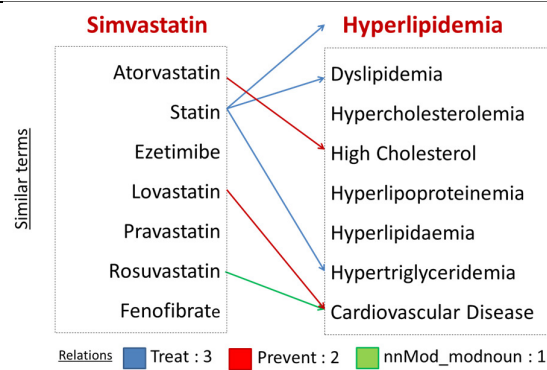 Simvastatin Hyperlipidemia
Similar terms
Atorvastatin Dyslipidemia
Statin Hypercholesterolemia
Ezetimibe High Cholesterol
Lovastatin Hyperlipoproteinemia
Pravastatin Hyperlipidaemia
Rosuvastatin Hypertriglyceridemia
Fenofibrate Cardiovascular Disease
Relations Treat : 3 Prevent : 2 nnMod_modnoun : 1